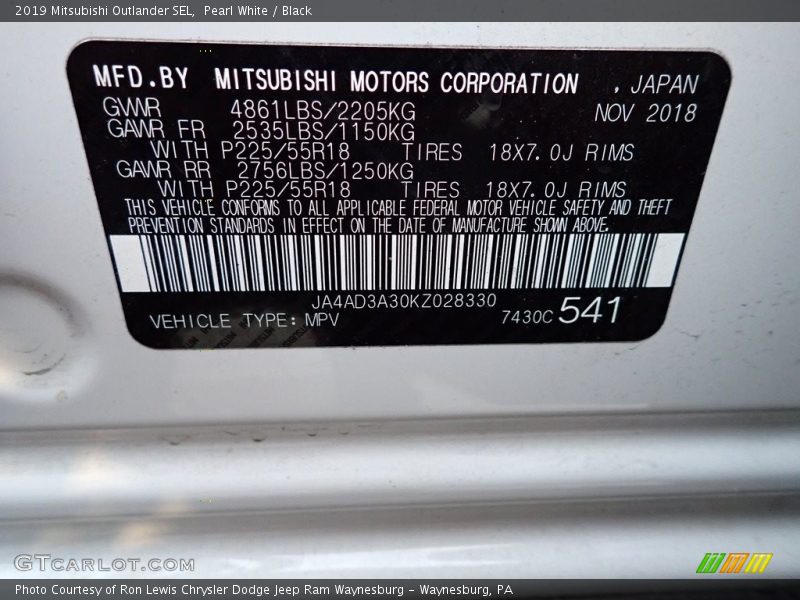 2019 Mitsubishi Outlander SEL,  Pearl White / Black
MFD.BY MITSUBISHI MOTORS CORPORATION , JAPAN
GVWR 4861LBS/2205KG NOV 2018
GAWR FR 2535LBS/1150KG
WITH P225/55R18 TIRES 18X7.0J RIMS
GAWR RR 2756LBS/1250KG
WITH P225/55R18 TIRES 18X7.0J RIMS
THIS VEHICLE CONFORMS TO ALL APPLICABLE FEDERAL MOTOR VEHICLE SAFETY AND THEFT
PREVENTION STANDARDS IN EFFECT ON THE DATE OF MANUFACTURE SHOWN ABOVE.
JA4AD3A30KZ028330
VEHICLE TYPE: MPV 7430C 541
GTCARLOT.COM
Photo Courtesy of Ron Lewis Chrysler Dodge Jeep Ram Waynesburg - Waynesburg, PA